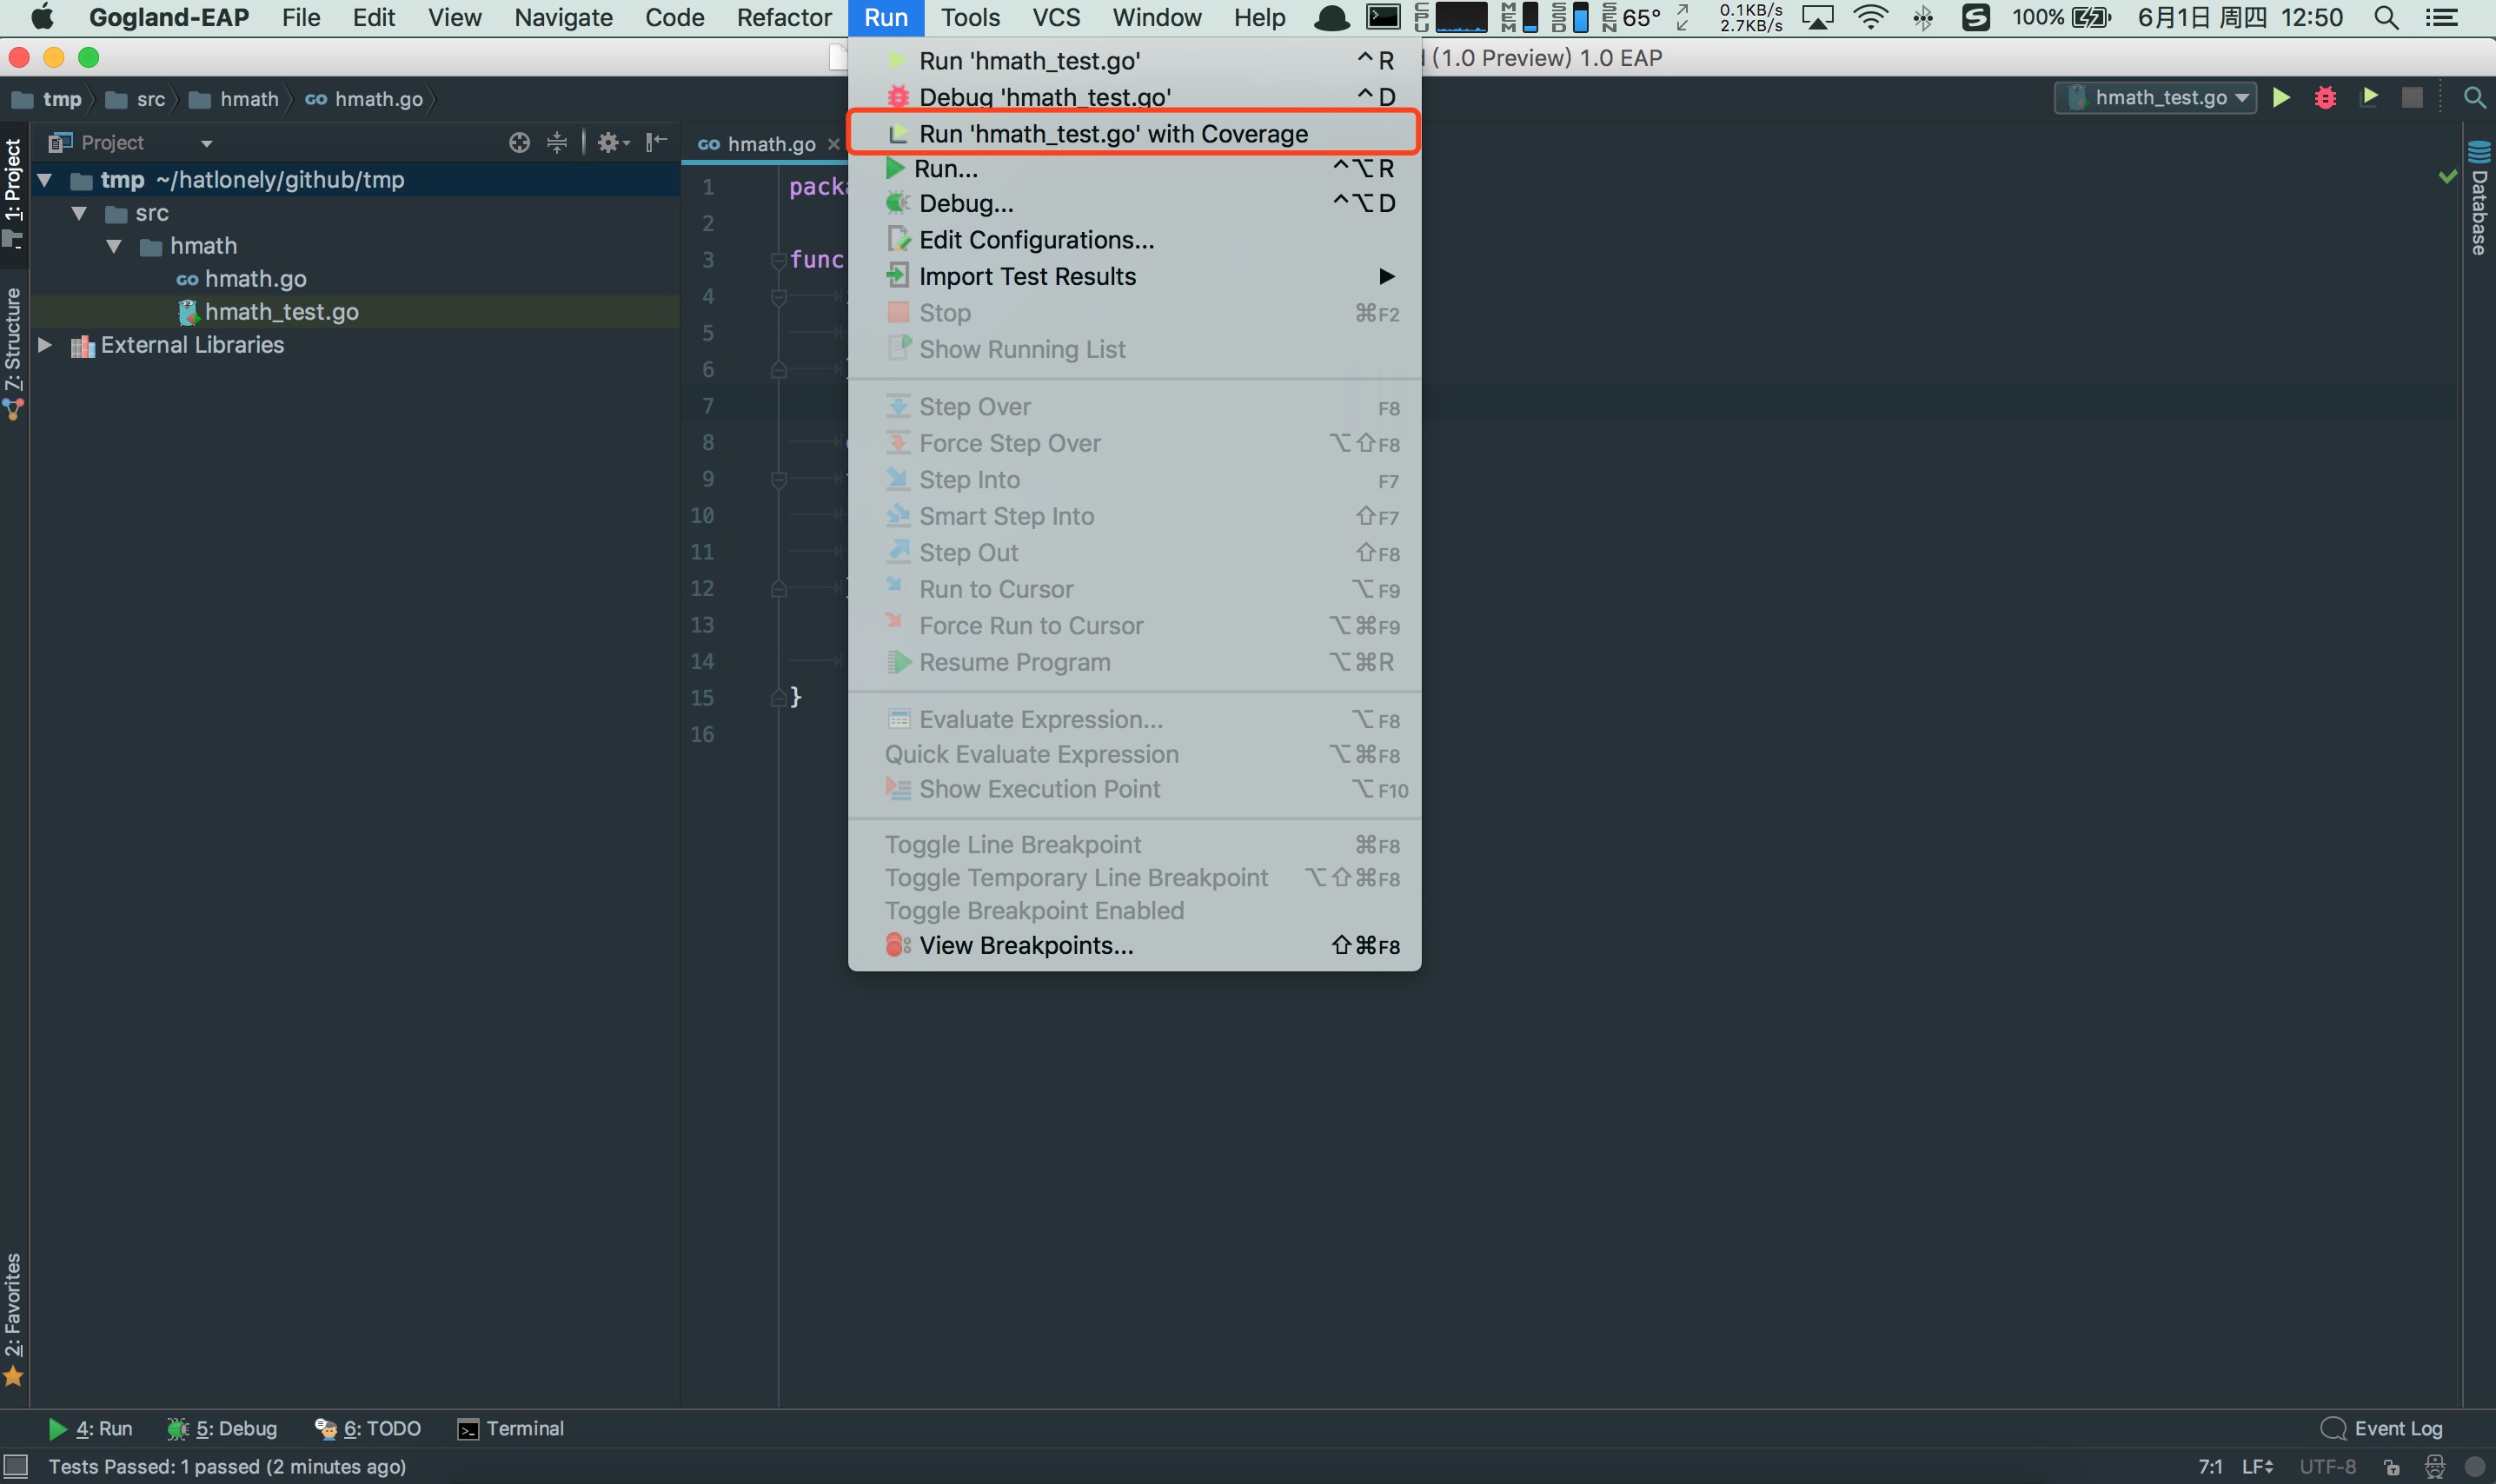 Gogland-EAP File Edit View Navigate Code Refactor Run Tools VCS Window Help CPU MEM SSD SEN 65° 0.1KB/s 2.7KB/s 100% 6月1日 周四 12:50
(1.0 Preview) 1.0 EAP
tmp src hmath GO hmath.go
hmath_test.go
Project
GO hmath.go
1: Project
7: Structure
2: Favorites
Database
tmp ~/hatlonely/github/tmp
src
hmath
GO hmath.go
hmath_test.go
External Libraries
1 pack
2
3 func
4
5
6
7
8
9
10
11
12
13
14
15 }
16
Run 'hmath_test.go' ^R
Debug 'hmath_test.go' ^D
Run 'hmath_test.go' with Coverage
Run... ^⌥R
Debug... ^⌥D
Edit Configurations...
Import Test Results
Stop ⌘F2
Show Running List
Step Over F8
Force Step Over ⌥⇧F8
Step Into F7
Smart Step Into ⇧F7
Step Out ⇧F8
Run to Cursor ⌥F9
Force Run to Cursor ⌥⌘F9
Resume Program ⌥⌘R
Evaluate Expression... ⌥F8
Quick Evaluate Expression ⌥⌘F8
Show Execution Point ⌥F10
Toggle Line Breakpoint ⌘F8
Toggle Temporary Line Breakpoint ⌥⇧⌘F8
Toggle Breakpoint Enabled
View Breakpoints... ⇧⌘F8
4: Run 5: Debug 6: TODO Terminal Event Log
Tests Passed: 1 passed (2 minutes ago) 7:1 LF UTF-8